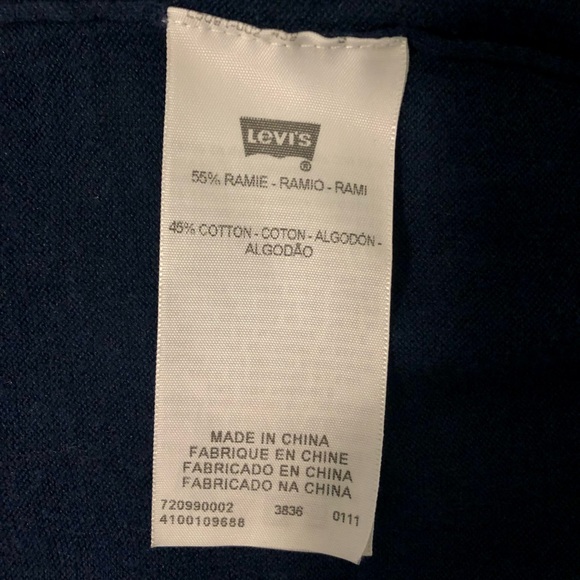 LEVI'S
®
55% RAMIE - RAMIO - RAMI
45% COTTON - COTON - ALGODÓN -
ALGODÃO
MADE IN CHINA
FABRIQUE EN CHINE
FABRICADO EN CHINA
FABRICADO NA CHINA
720990002 3836 0111
4100109688